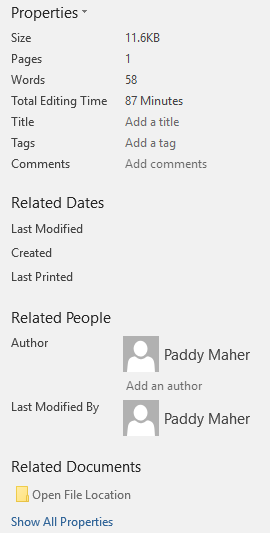 Properties
Size 11.6KB
Pages 1
Words 58
Total Editing Time 87 Minutes
Title Add a title
Tags Add a tag
Comments Add comments
Related Dates
Last Modified
Created
Last Printed
Related People
Author Paddy Maher
Add an author
Last Modified By Paddy Maher
Related Documents
Open File Location
Show All Properties